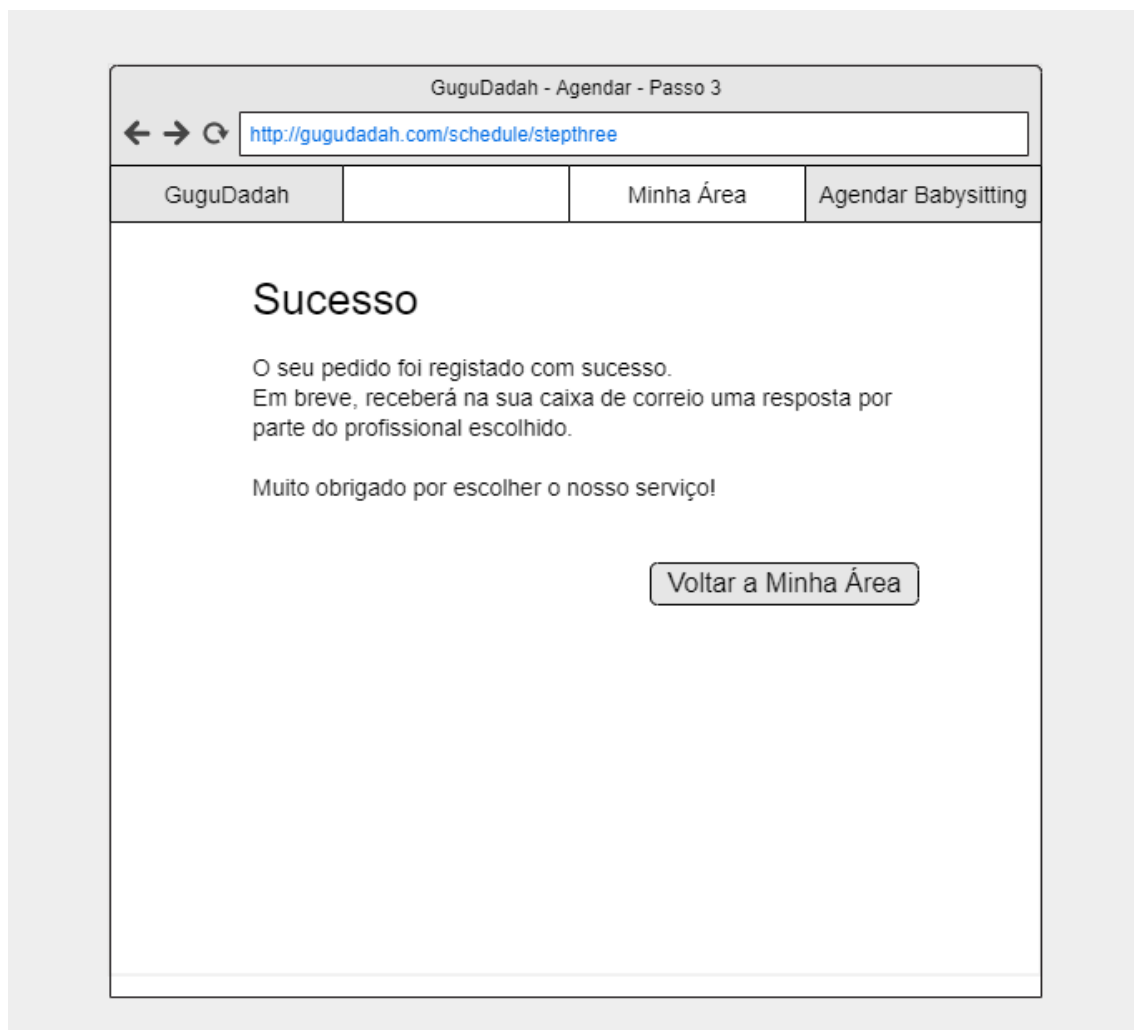 GuguDadah - Agendar - Passo 3
http://gugudadah.com/schedule/stepthree
GuguDadah
Minha Área
Agendar Babysitting
Sucesso
O seu pedido foi registado com sucesso.
Em breve, receberá na sua caixa de correio uma resposta por
parte do profissional escolhido.
Muito obrigado por escolher o nosso serviço!
Voltar a Minha Área